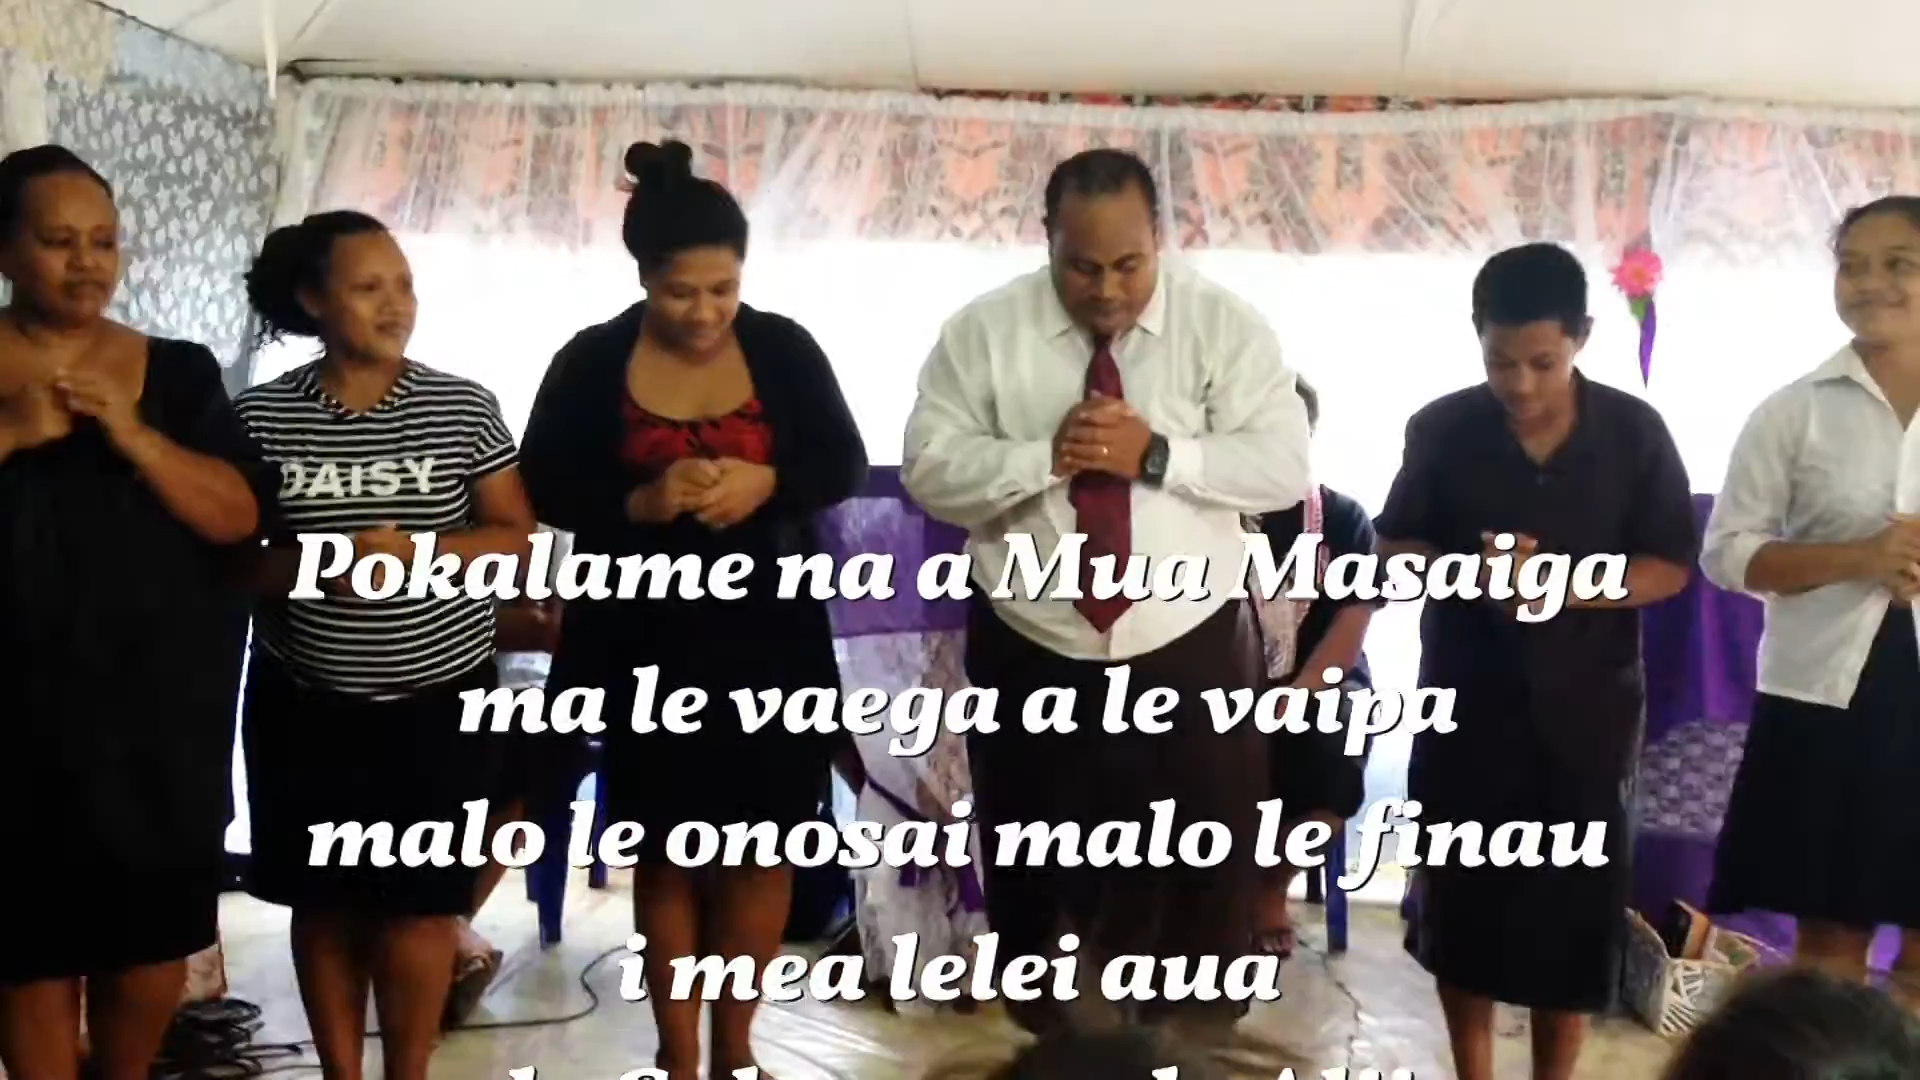 DAISY
Pokalame na a Mua Masaiga
ma le vaega a le vaipa
malo le onosai malo le finau
i mea lelei aua